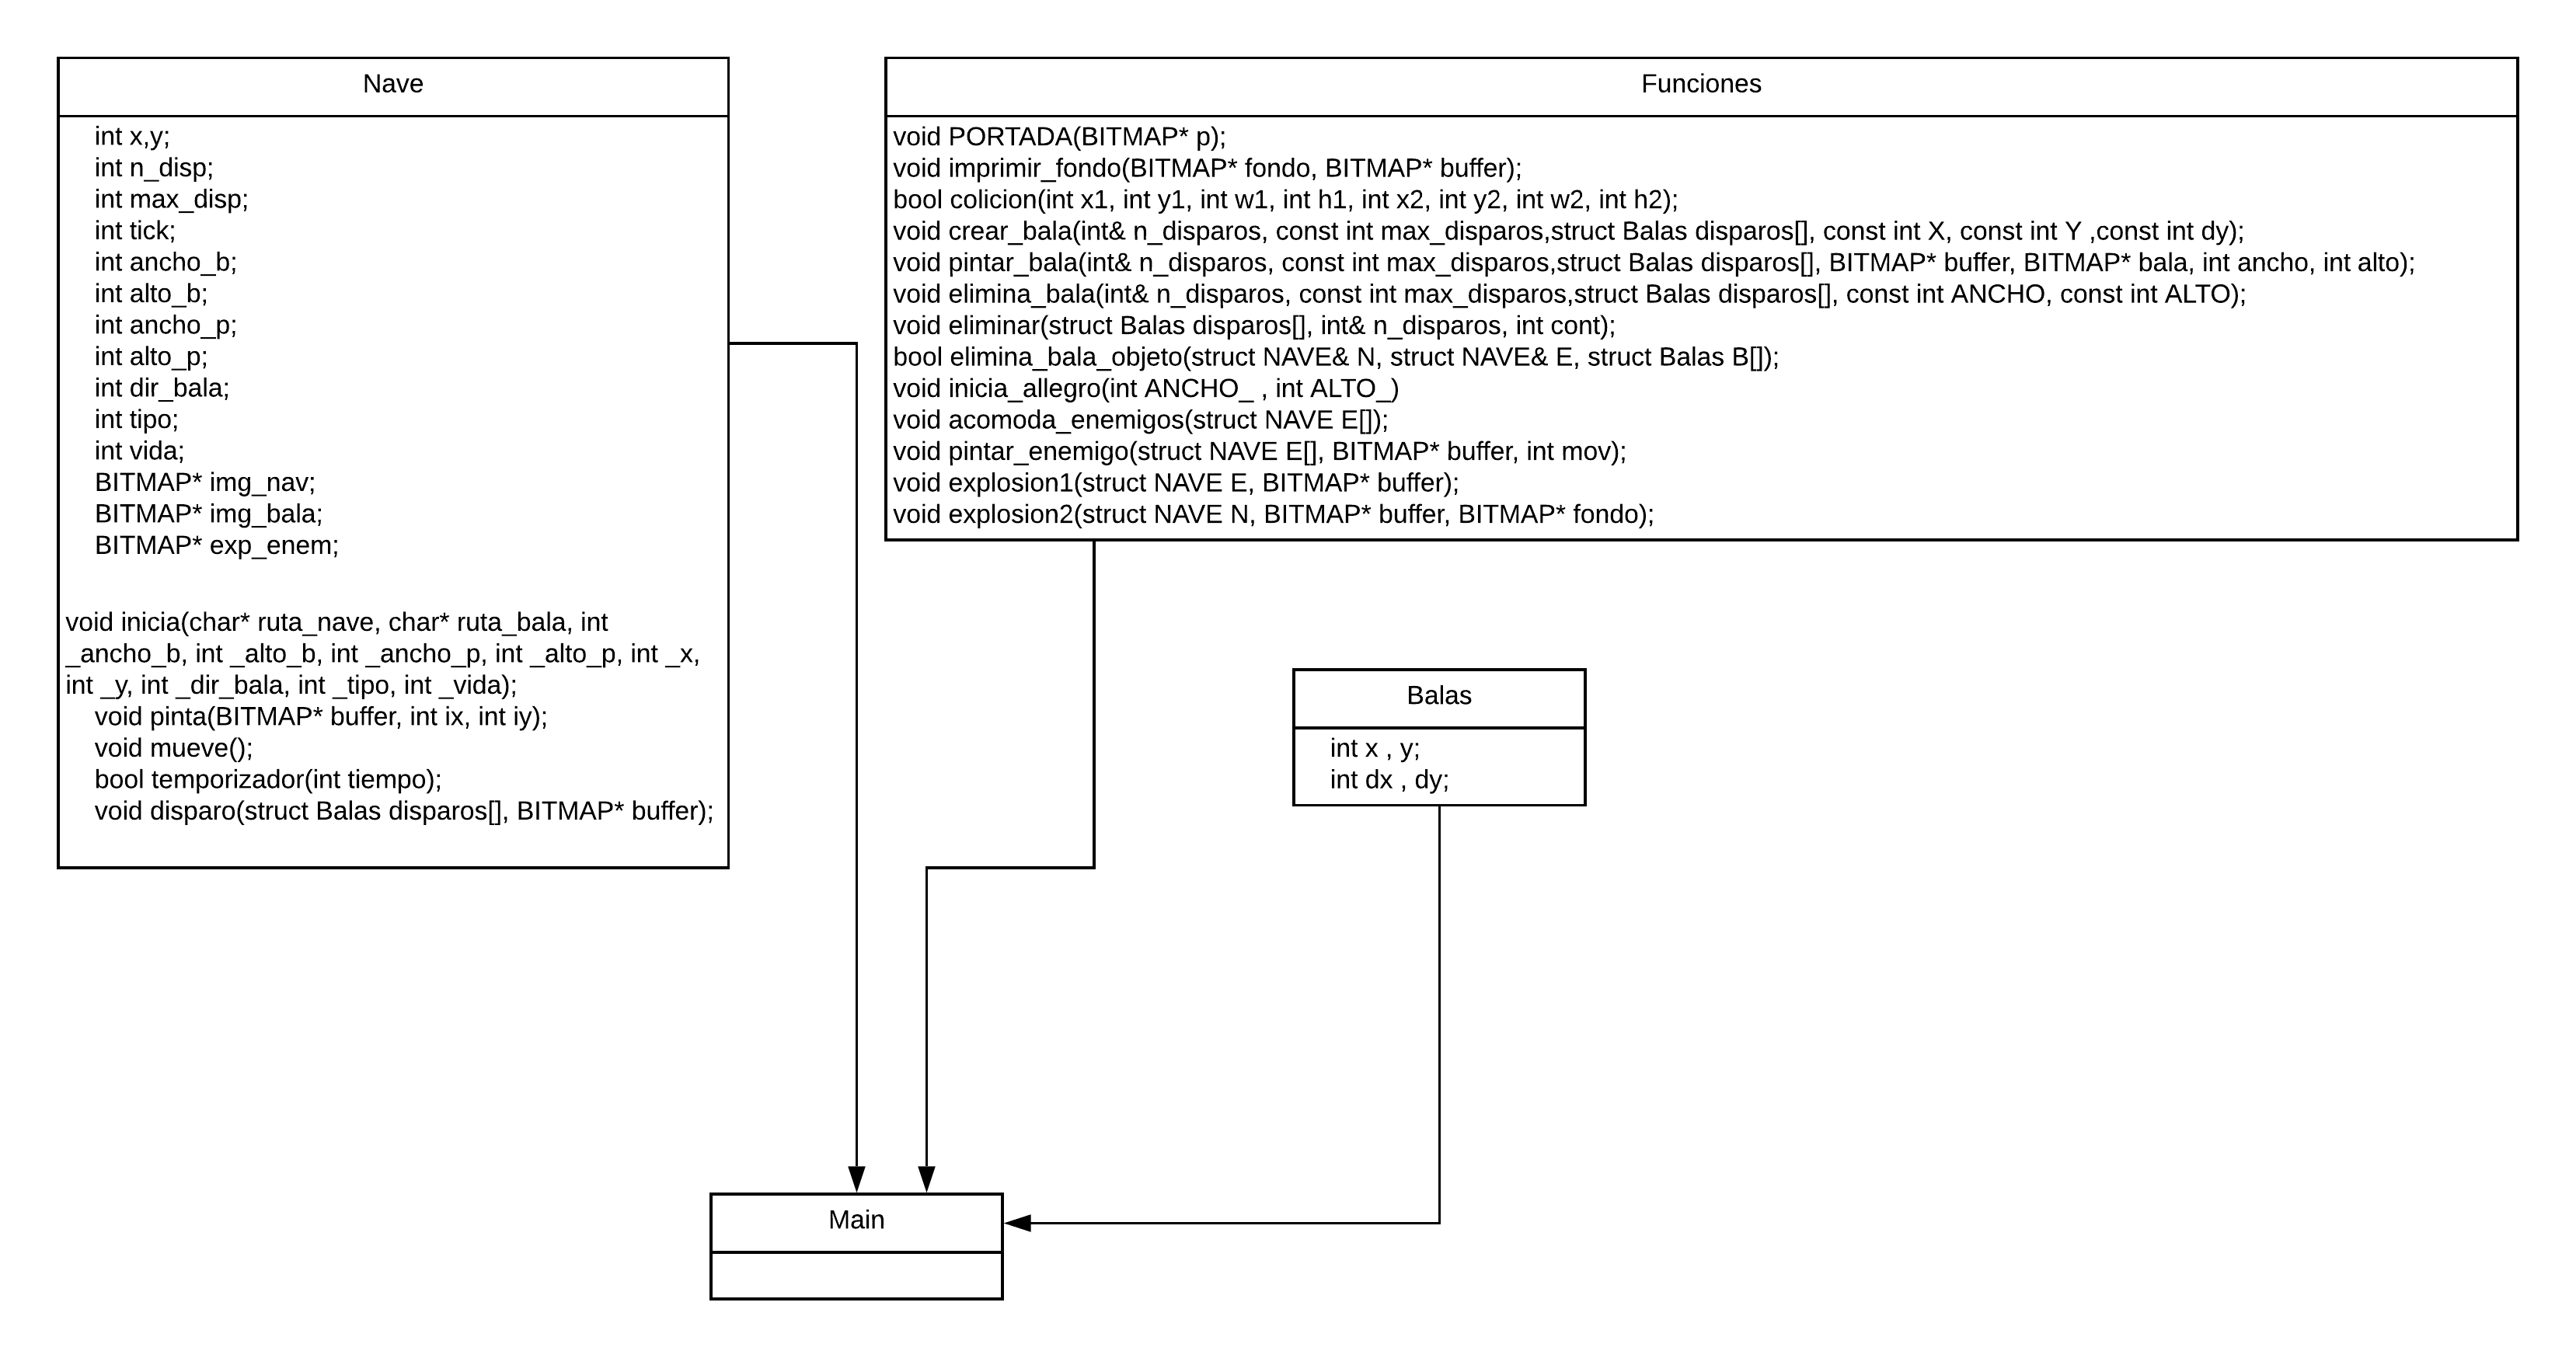 Nave
int x,y;
int n_disp;
int max_disp;
int tick;
int ancho_b;
int alto_b;
int ancho_p;
int alto_p;
int dir_bala;
int tipo;
int vida;
BITMAP* img_nav;
BITMAP* img_bala;
BITMAP* exp_enem;
void inicia(char* ruta_nave, char* ruta_bala, int
_ancho_b, int _alto_b, int _ancho_p, int _alto_p, int _x,
int _y, int _dir_bala, int _tipo, int _vida);
void pinta(BITMAP* buffer, int ix, int iy);
void mueve();
bool temporizador(int tiempo);
void disparo(struct Balas disparos[], BITMAP* buffer);
Funciones
void PORTADA(BITMAP* p);
void imprimir_fondo(BITMAP* fondo, BITMAP* buffer);
bool colicion(int x1, int y1, int w1, int h1, int x2, int y2, int w2, int h2);
void crear_bala(int& n_disparos, const int max_disparos,struct Balas disparos[], const int X, const int Y ,const int dy);
void pintar_bala(int& n_disparos, const int max_disparos,struct Balas disparos[], BITMAP* buffer, BITMAP* bala, int ancho, int alto);
void elimina_bala(int& n_disparos, const int max_disparos,struct Balas disparos[], const int ANCHO, const int ALTO);
void eliminar(struct Balas disparos[], int& n_disparos, int cont);
bool elimina_bala_objeto(struct NAVE& N, struct NAVE& E, struct Balas B[]);
void inicia_allegro(int ANCHO_ , int ALTO_)
void acomoda_enemigos(struct NAVE E[]);
void pintar_enemigo(struct NAVE E[], BITMAP* buffer, int mov);
void explosion1(struct NAVE E, BITMAP* buffer);
void explosion2(struct NAVE N, BITMAP* buffer, BITMAP* fondo);
Balas
int x , y;
int dx , dy;
Main